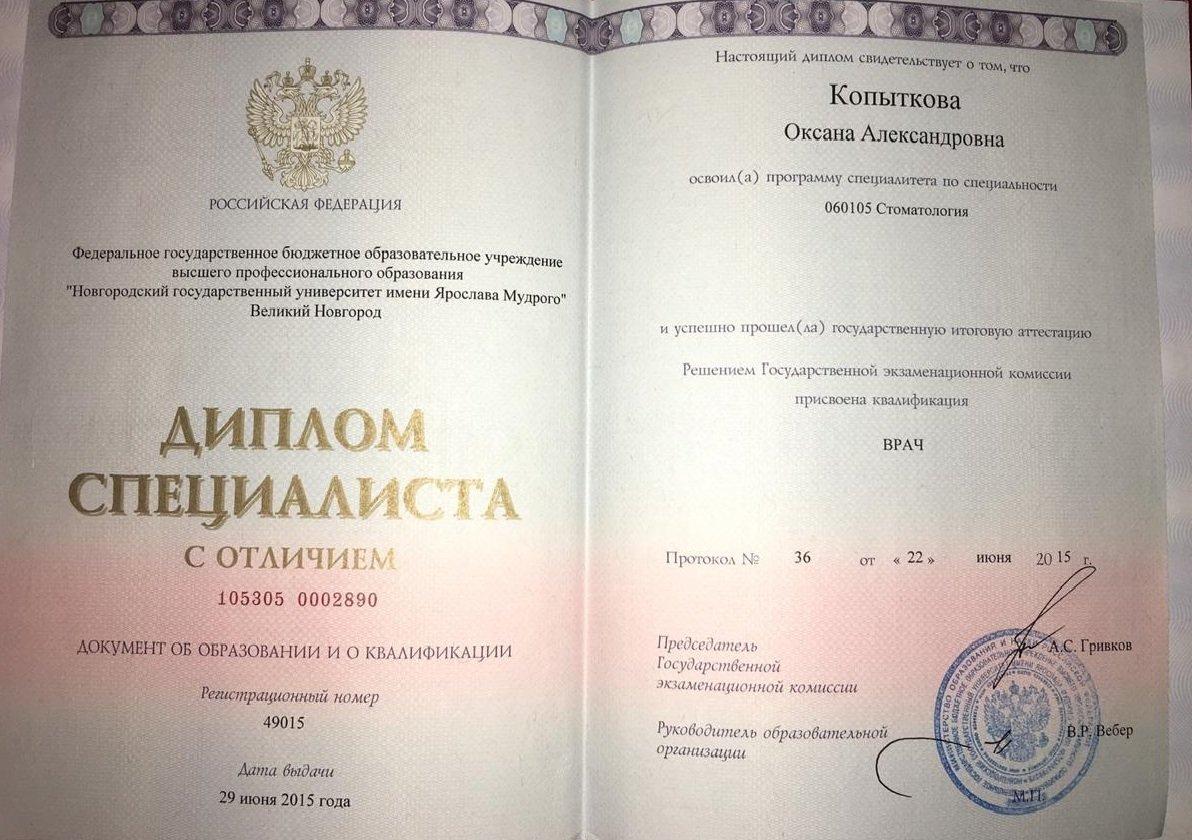 РОССИЙСКАЯ ФЕДЕРАЦИЯ
Федеральное государственное бюджетное образовательное учреждение
высшего профессионального образования
"Новгородский государственный университет имени Ярослава Мудрого"
Великий Новгород
ДИПЛОМ
СПЕЦИАЛИСТА
С ОТЛИЧИЕМ
105305 0002890
ДОКУМЕНТ ОБ ОБРАЗОВАНИИ И О КВАЛИФИКАЦИИ
Регистрационный номер
49015
Дата выдачи
29 июня 2015 года
Настоящий диплом свидетельствует о том, что
Копыткова
Оксана Александровна
освоил(а) программу специалитета по специальности
060105 Стоматология
и успешно прошел(ла) государственную итоговую аттестацию
Решением Государственной экзаменационной комиссии
присвоена квалификация
ВРАЧ
Протокол № 36 от « 22 » июня 20 15 г.
Председатель
Государственной
экзаменационной комиссии
А.С. Гривков
Руководитель образовательной
организации
В.Р. Вебер
М.П.